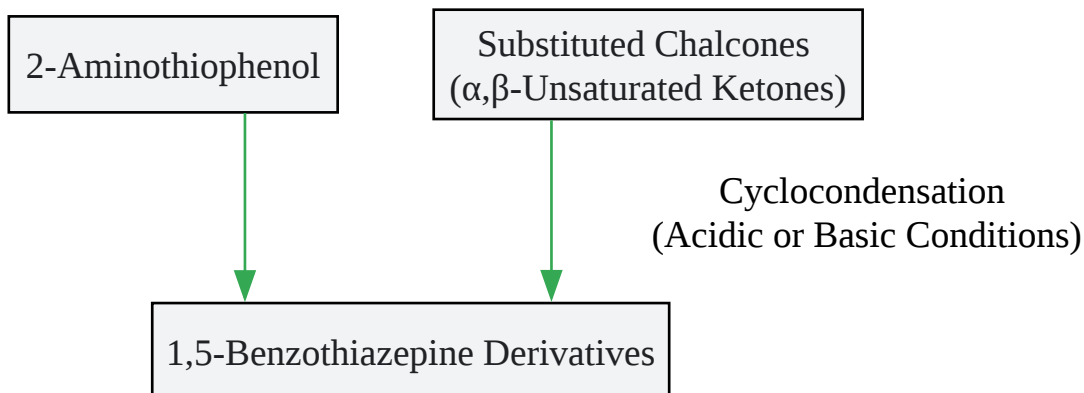 2-Aminothiophenol
Substituted Chalcones
(α,β-Unsaturated Ketones)
Cyclocondensation
(Acidic or Basic Conditions)
1,5-Benzothiazepine Derivatives